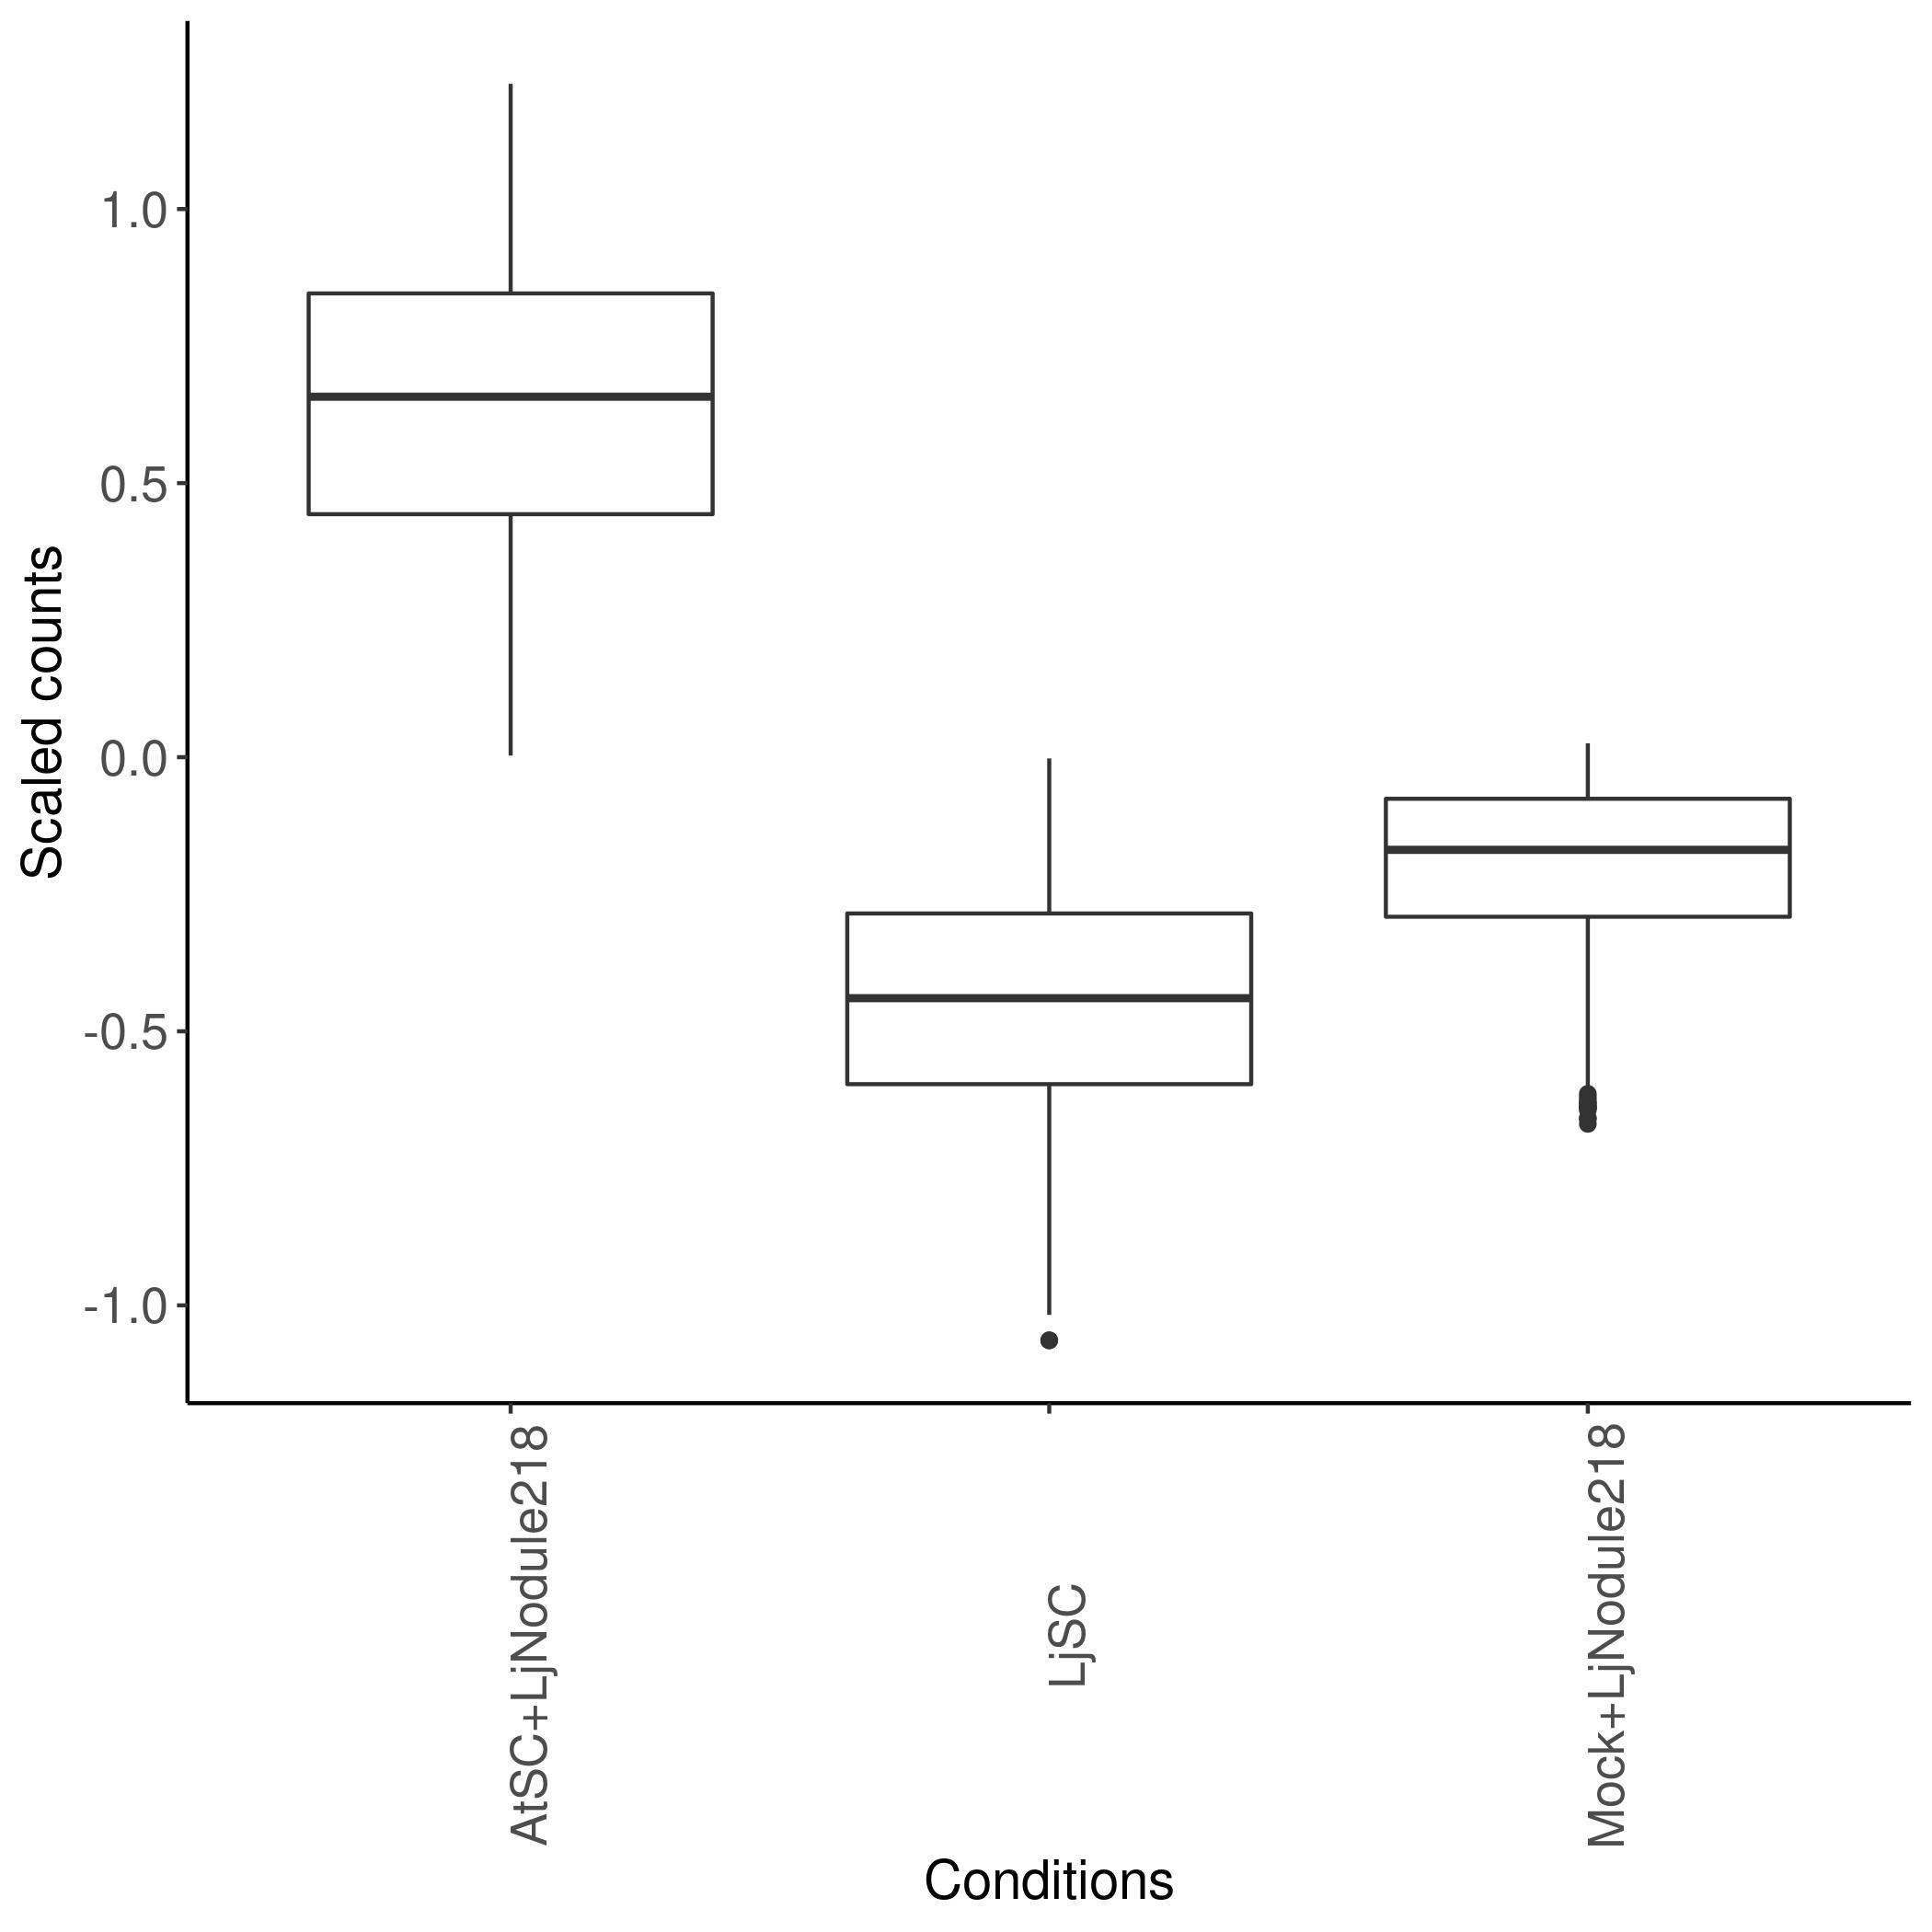 Scaled counts
1.0
0.5
0.0
-0.5
-1.0
AtSC+LjNodule218
LjSC
Mock+LjNodule218
Conditions